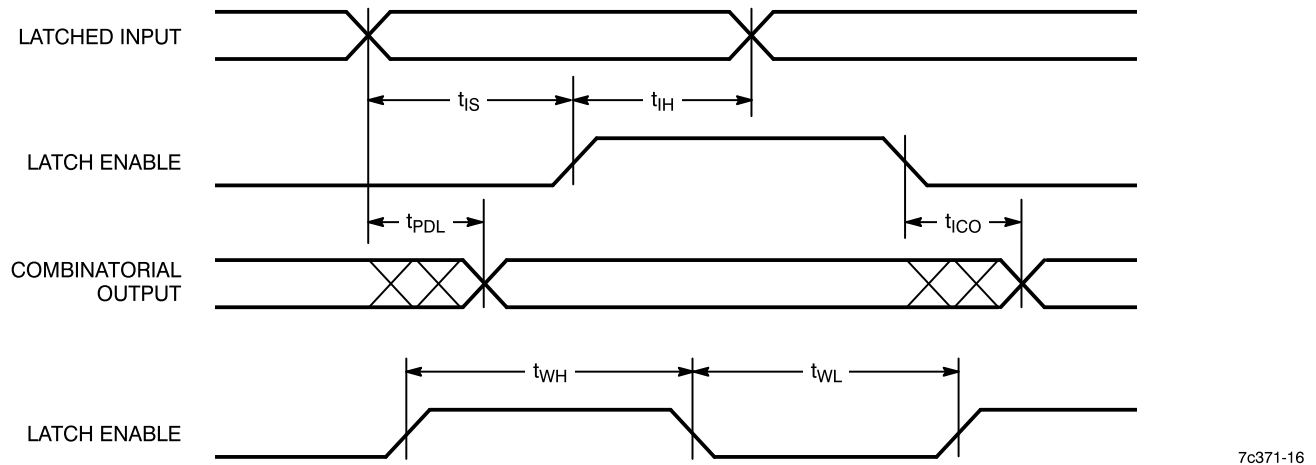 LATCHED INPUT
tIS
tIH
LATCH ENABLE
tPDL
tICO
COMBINATORIAL
OUTPUT
tWH
tWL
LATCH ENABLE
7c371-16